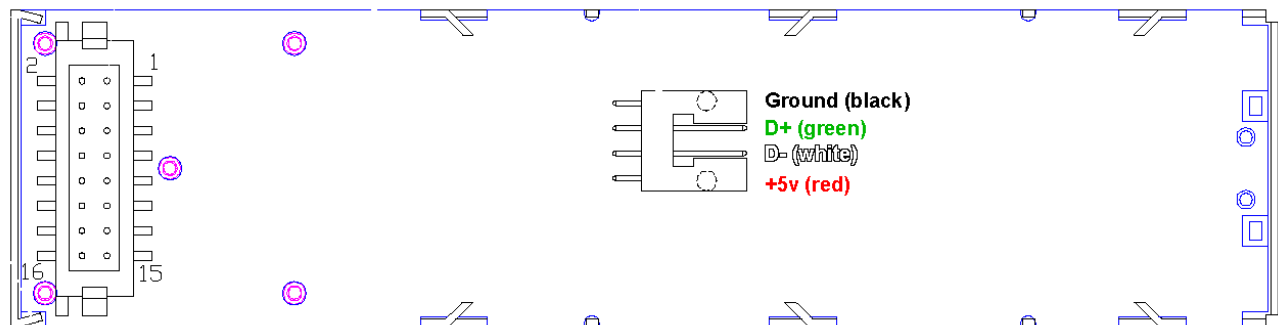 2
1
Ground (black)
D+ (green)
D- (white)
+5v (red)
16
15